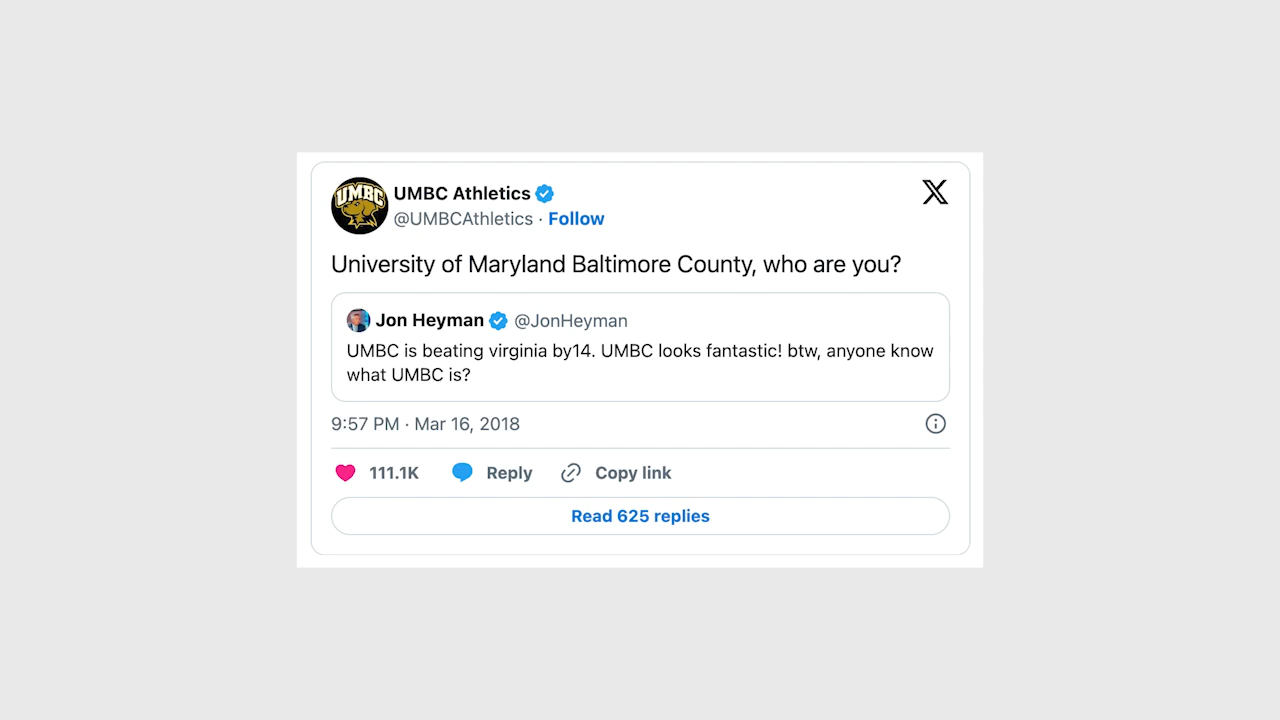 UMBC
UMBC Athletics
@UMBCAthletics · Follow
University of Maryland Baltimore County, who are you?
Jon Heyman @JonHeyman
UMBC is beating virginia by14. UMBC looks fantastic! btw, anyone know
what UMBC is?
9:57 PM · Mar 16, 2018
111.1K Reply Copy link
Read 625 replies